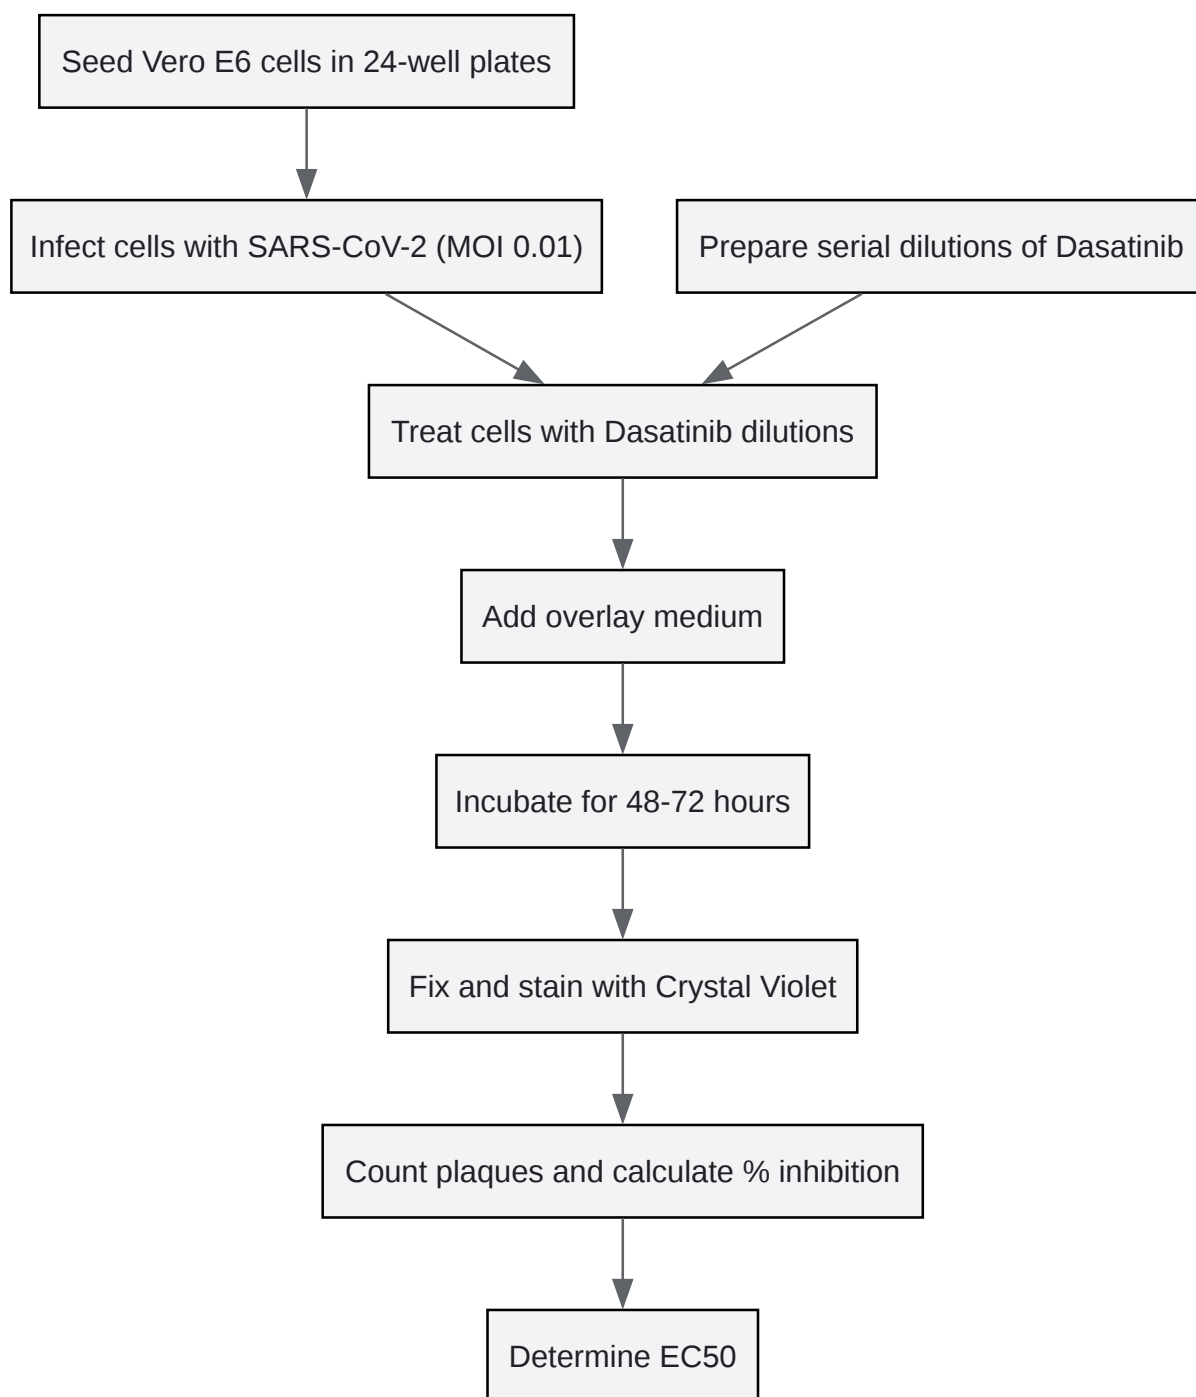 Seed Vero E6 cells in 24-well plates
Infect cells with SARS-CoV-2 (MOI 0.01)
Prepare serial dilutions of Dasatinib
Treat cells with Dasatinib dilutions
Add overlay medium
Incubate for 48-72 hours
Fix and stain with Crystal Violet
Count plaques and calculate % inhibition
Determine EC50